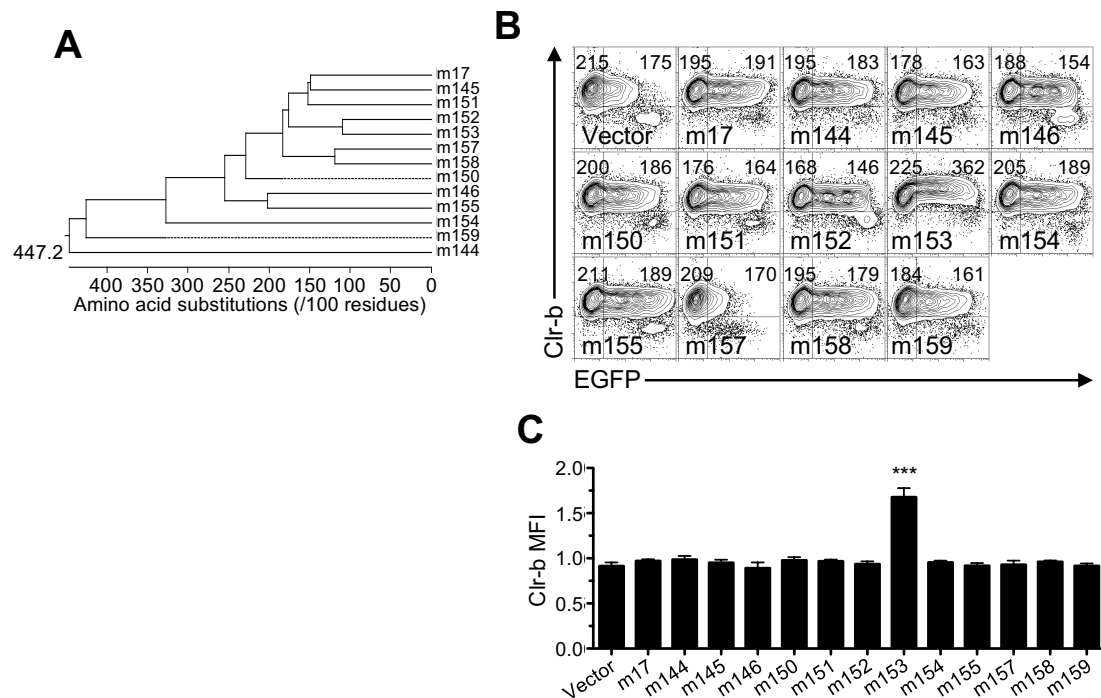 A
m17
m145
m151
m152
m153
m157
m158
m150
m146
m155
m154
m159
m144
447.2
400 350 300 250 200 150 100 50 0
Amino acid substitutions (/100 residues)
B
215 175 195 191 195 183 178 163 188 154
Vector m17 m144 m145 m146
200 186 176 164 168 146 225 362 205 189
m150 m151 m152 m153 m154
211 189 209 170 195 179 184 161
m155 m157 m158 m159
Clr-b
EGFP
C
2.0
1.5
1.0
0.5
0.0
Clr-b MFI
***
Vector m17 m144 m145 m146 m150 m151 m152 m153 m154 m155 m157 m158 m159